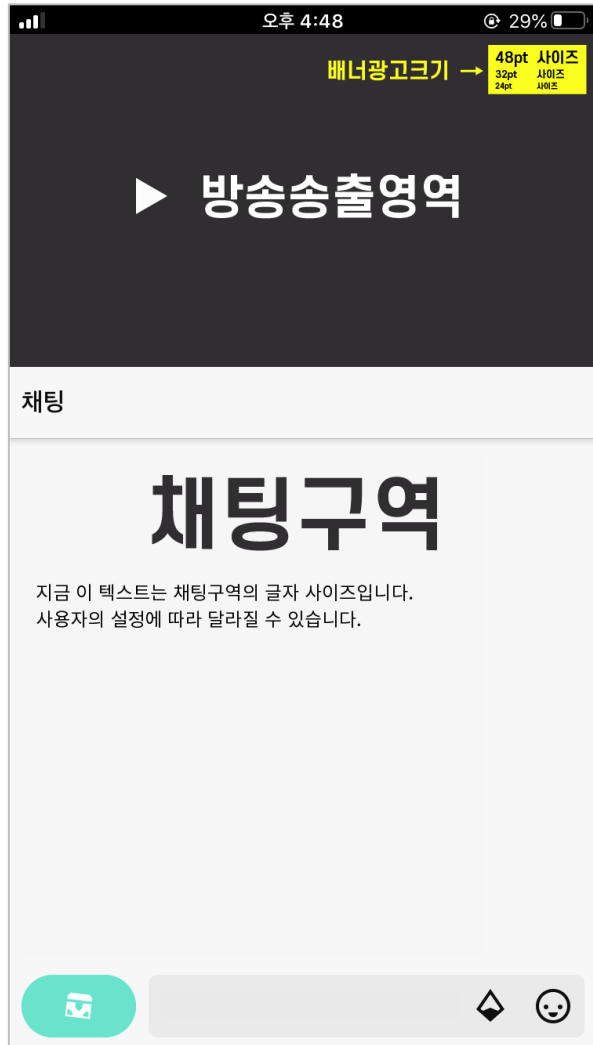 오후 4:48
29%
배너광고크기 →
48pt 사이즈
32pt 사이즈
24pt 사이즈
▶ 방송송출영역
채팅
채팅구역
지금 이 텍스트는 채팅구역의 글자 사이즈입니다.
사용자의 설정에 따라 달라질 수 있습니다.